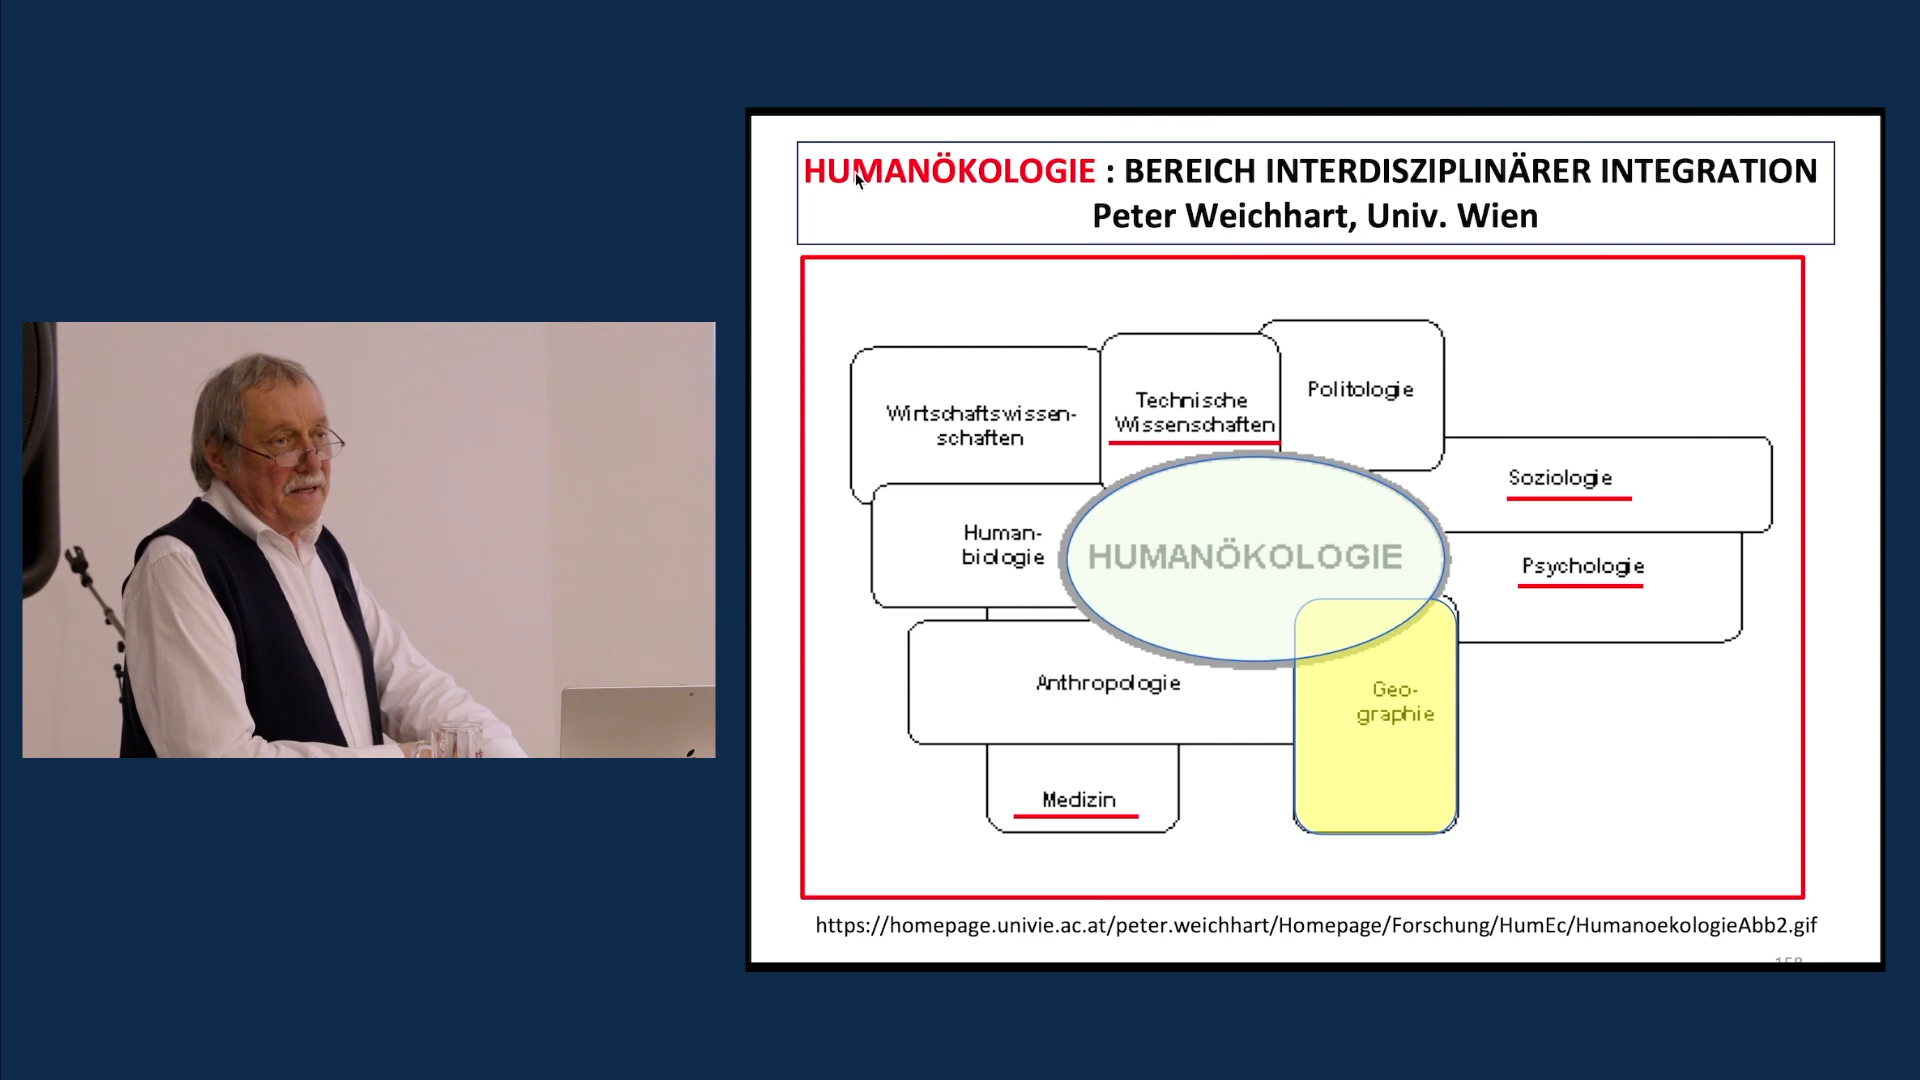 HUMANÖKOLOGIE : BEREICH INTERDISZIPLINÄRER INTEGRATION
Peter Weichhart, Univ. Wien
Politologie
Technische
Wissenschaften
Wirtschaftswissen-
schaften
Soziologie
Human-
biologie
HUMANÖKOLOGIE
Psychologie
Anthropologie
Geo-
graphie
Medizin
https://homepage.univie.ac.at/peter.weichhart/Homepage/Forschung/HumEc/HumanoekologieAbb2.gif